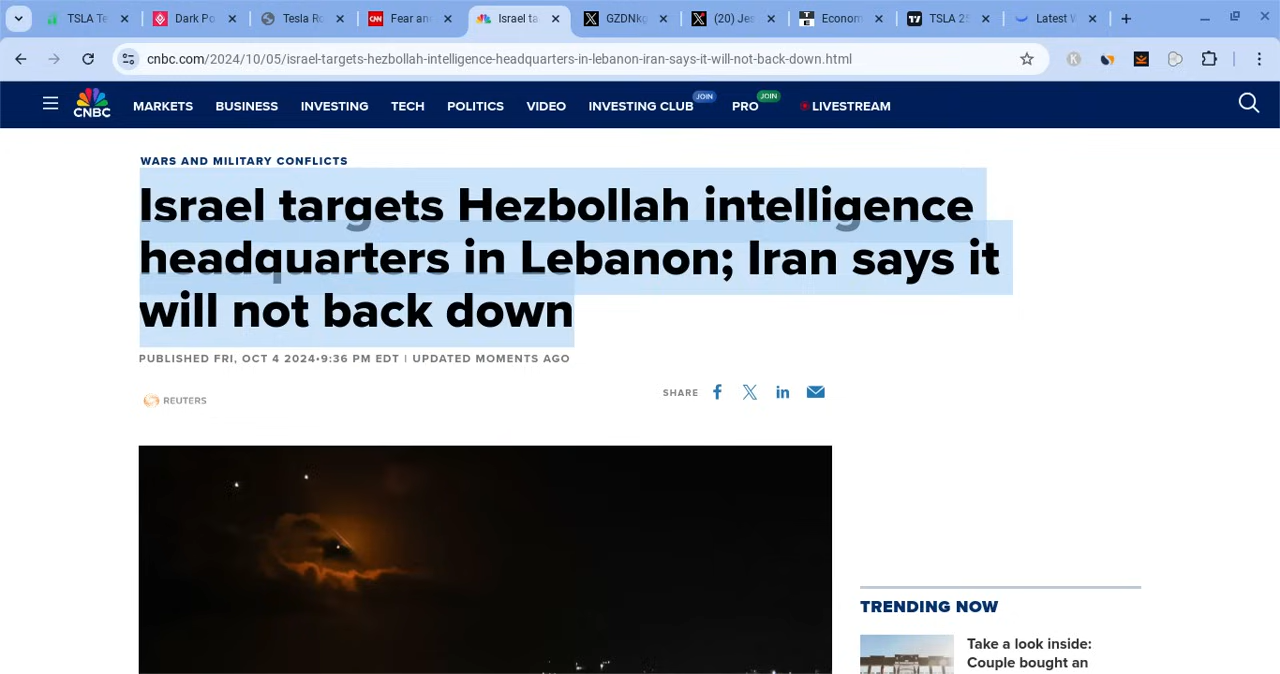 TSLA Te
Dark Po
Tesla Ro
CNN
Fear an
Israel ta
GZDNkg
(20) Jes
Econom
TSLA 2
Latest
cnbc.com/2024/10/05/israel-targets-hezbollah-intelligence-headquarters-in-lebanon-iran-says-it-will-not-back-down.html
CNBC
MARKETS
BUSINESS
INVESTING
TECH
POLITICS
VIDEO
INVESTING CLUB
JOIN
PRO
JOIN
LIVESTREAM
WARS AND MILITARY CONFLICTS
Israel targets Hezbollah intelligence
headquarters in Lebanon; Iran says it
will not back down
PUBLISHED FRI, OCT 4 2024•9:36 PM EDT | UPDATED MOMENTS AGO
REUTERS
SHARE
TRENDING NOW
Take a look inside:
Couple bought an